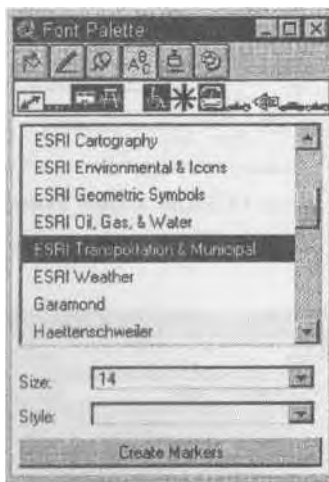 Font Palette
ABC
ESRI Cartography
ESRI Environmental & Icons
ESRI Geometric Symbols
ESRI Oil, Gas, & Water
ESRI Transportation & Municipal
ESRI Weather
Garamond
Haettenschweiler
Size: 14
Style:
Create Markers